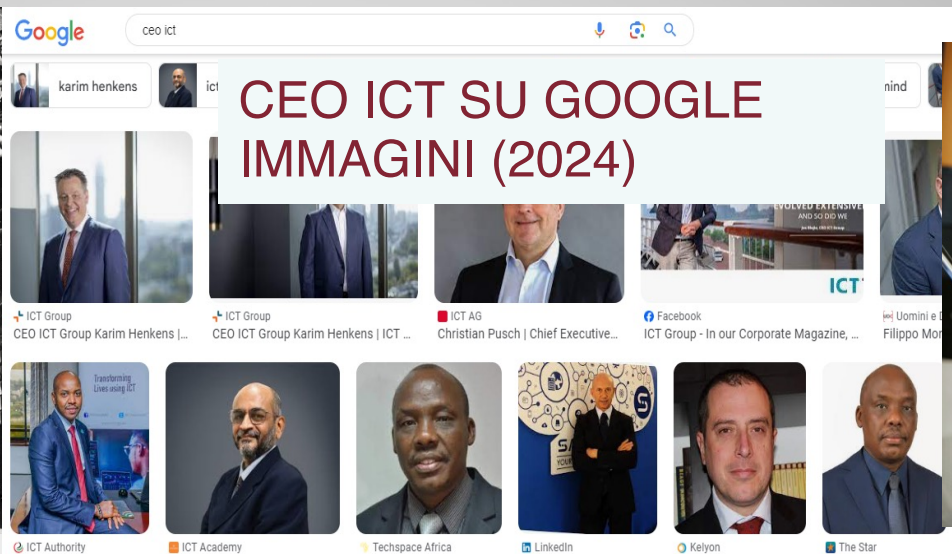 Google
ceo ict
karim henkens
ict
mind
CEO ICT SU GOOGLE
IMMAGINI (2024)
EVOLVED EXTENSIVE
AND SO DID WE
ICT
ICT Group
CEO ICT Group Karim Henkens |...
ICT Group
CEO ICT Group Karim Henkens | ICT ...
ICT AG
Christian Pusch | Chief Executive...
Facebook
ICT Group - In our Corporate Magazine, ...
Uomini e
Filippo Mon
Transforming
Lives using ICT
S
YOUR
ICT Authority
ICT Academy
Techspace Africa
LinkedIn
Kelyon
The Star